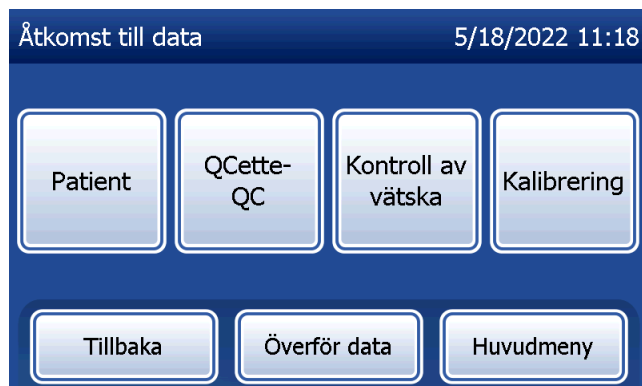 Åtkomst till data 5/18/2022 11:18
Patient
QCette-
QC
Kontroll av
vätska
Kalibrering
Tillbaka
Överför data
Huvudmeny